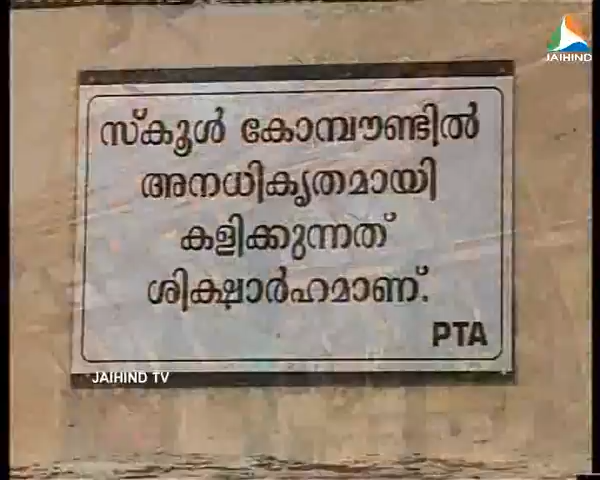 JAIHIND
സ്കൂൾ കോമ്പൗണ്ടിൽ
അനധികൃതമായി
കളിക്കുന്നത്
ശിക്ഷാർഹമാണ്.
PTA
JAIHIND TV